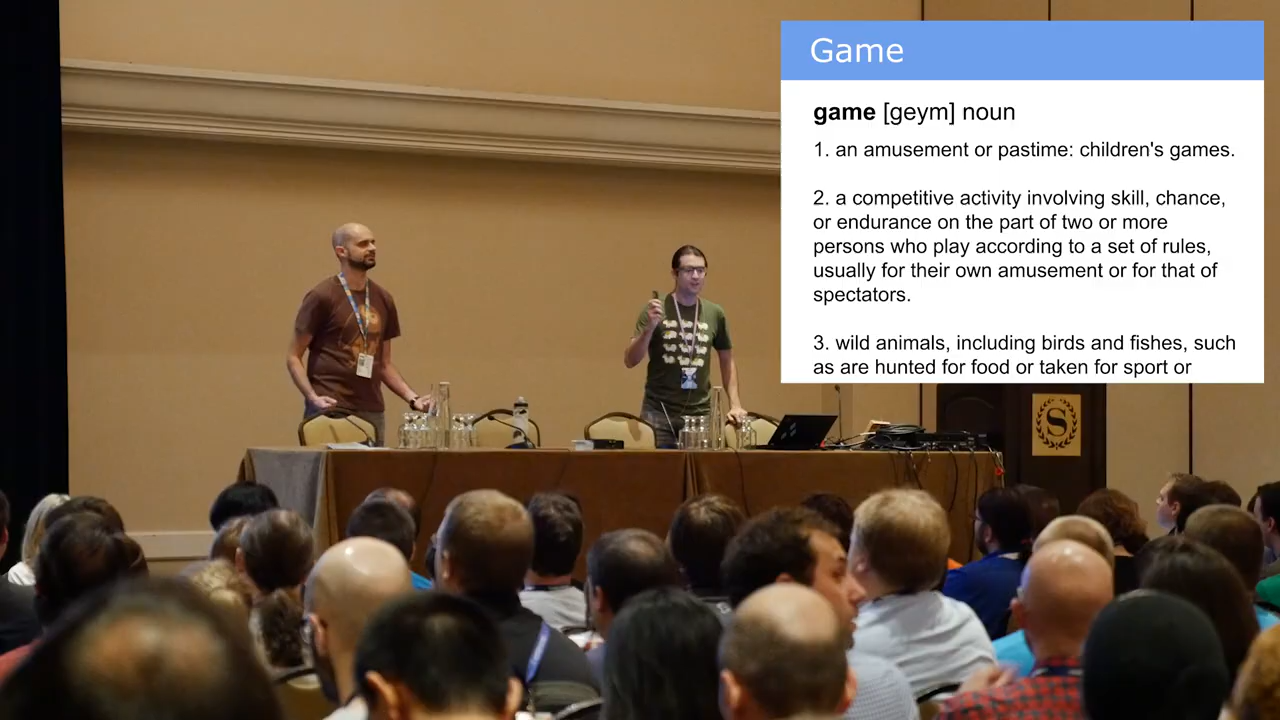 Game
game [geym] noun
1. an amusement or pastime: children's games.
2. a competitive activity involving skill, chance,
or endurance on the part of two or more
persons who play according to a set of rules,
usually for their own amusement or for that of
spectators.
3. wild animals, including birds and fishes, such
as are hunted for food or taken for sport or
S